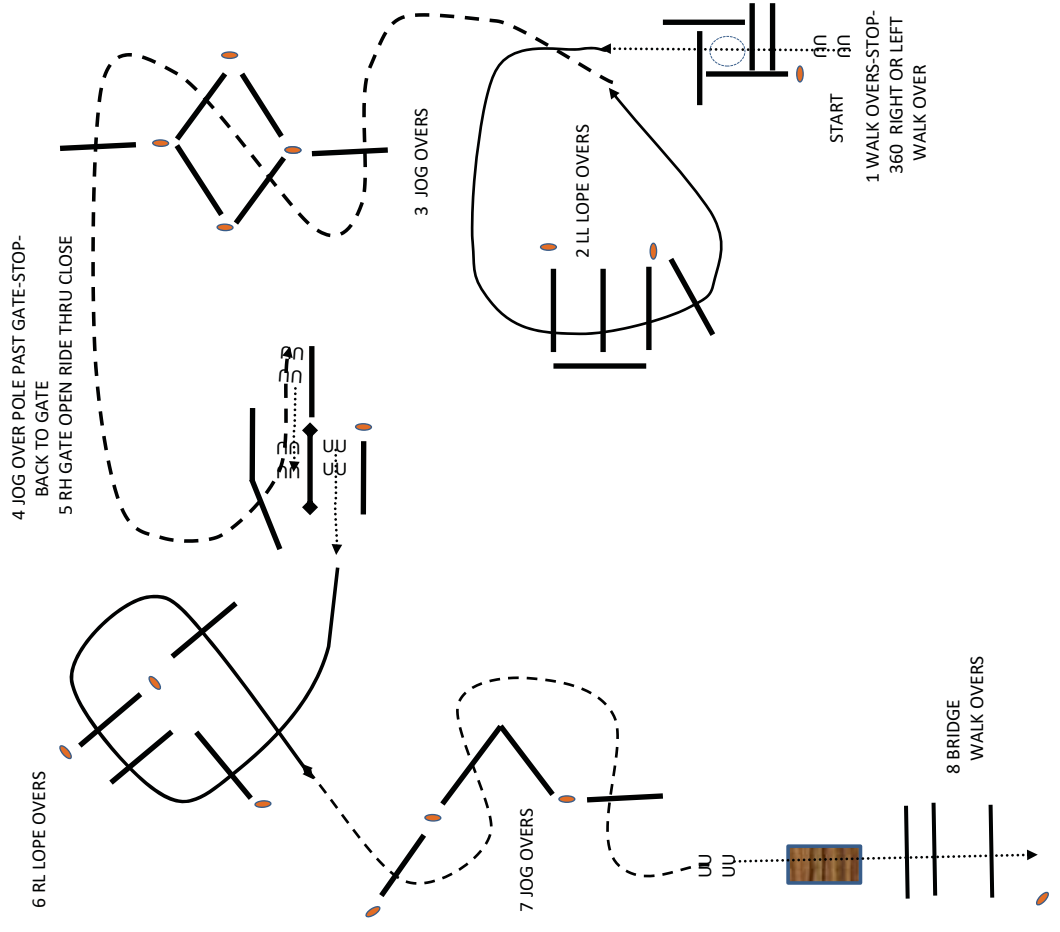 START
1 WALK OVERS-STOP-
360 RIGHT OR LEFT
WALK OVER
2 LL LOPE OVERS
3 JOG OVERS
4 JOG OVER POLE PAST GATE-STOP-
BACK TO GATE
5 RH GATE OPEN RIDE THRU CLOSE
6 RL LOPE OVERS
7 JOG OVERS
8 BRIDGE
WALK OVERS